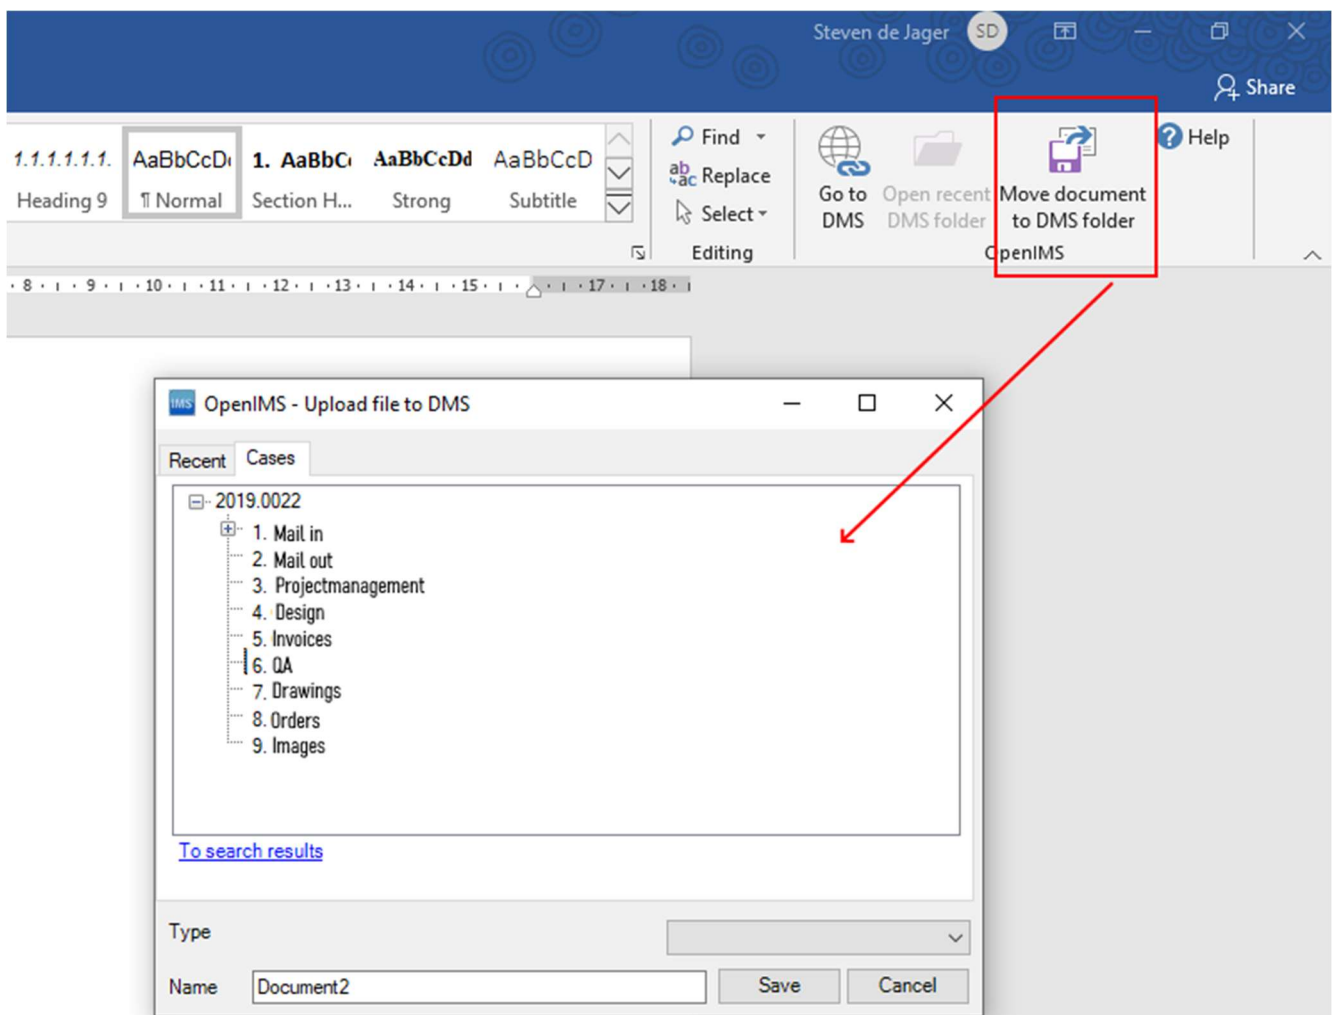 Steven de Jager SD
Share
1.1.1.1.1.1. AaBbCcD 1. AaBbC AaBbCcDd AaBbCcD
Heading 9 ¶ Normal Section H... Strong Subtitle
Find
Replace
Select
Editing
Go to
DMS
Open recent
DMS folder
Move document
to DMS folder
OpenIMS
Help
8 9 10 11 12 13 14 15 17 18
IMS OpenIMS - Upload file to DMS
Recent Cases
2019.0022
1. Mail in
2. Mail out
3. Projectmanagement
4. Design
5. Invoices
6. QA
7. Drawings
8. Orders
9. Images
To search results
Type
Name Document2 Save Cancel